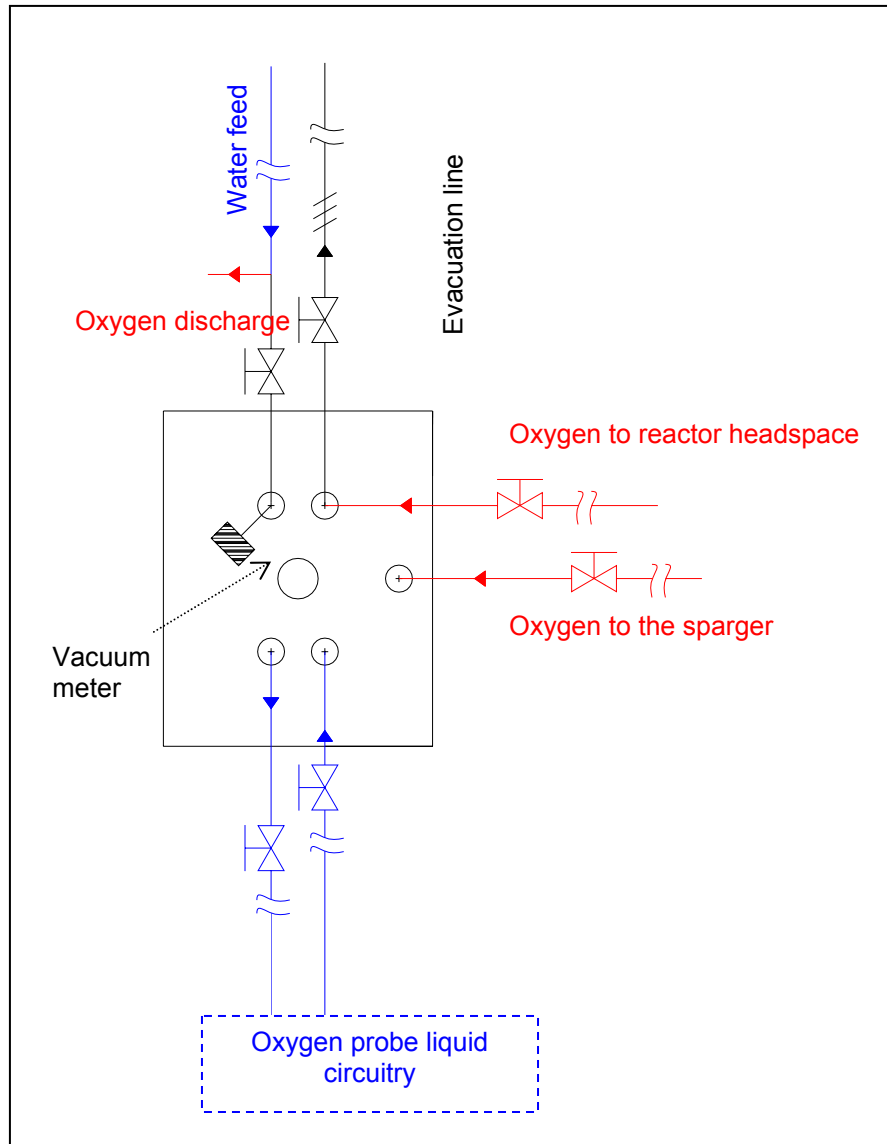 Water feed
Evacuation line
Oxygen discharge
Oxygen to reactor headspace
Oxygen to the sparger
Vacuum
meter
Oxygen probe liquid
circuitry